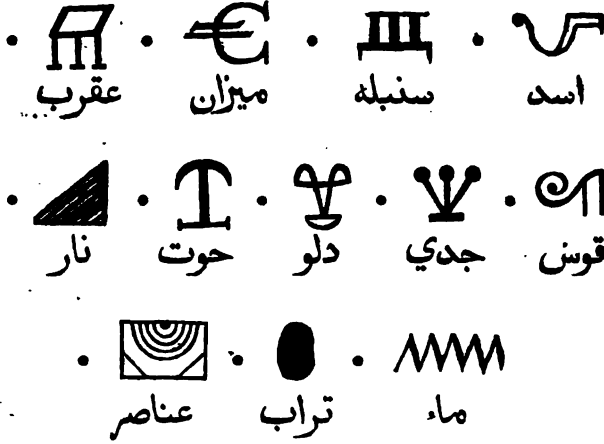 اسد سنبله ميزان عقرب
قوس جدي دلو حوت نار
ماء تراب عناصر